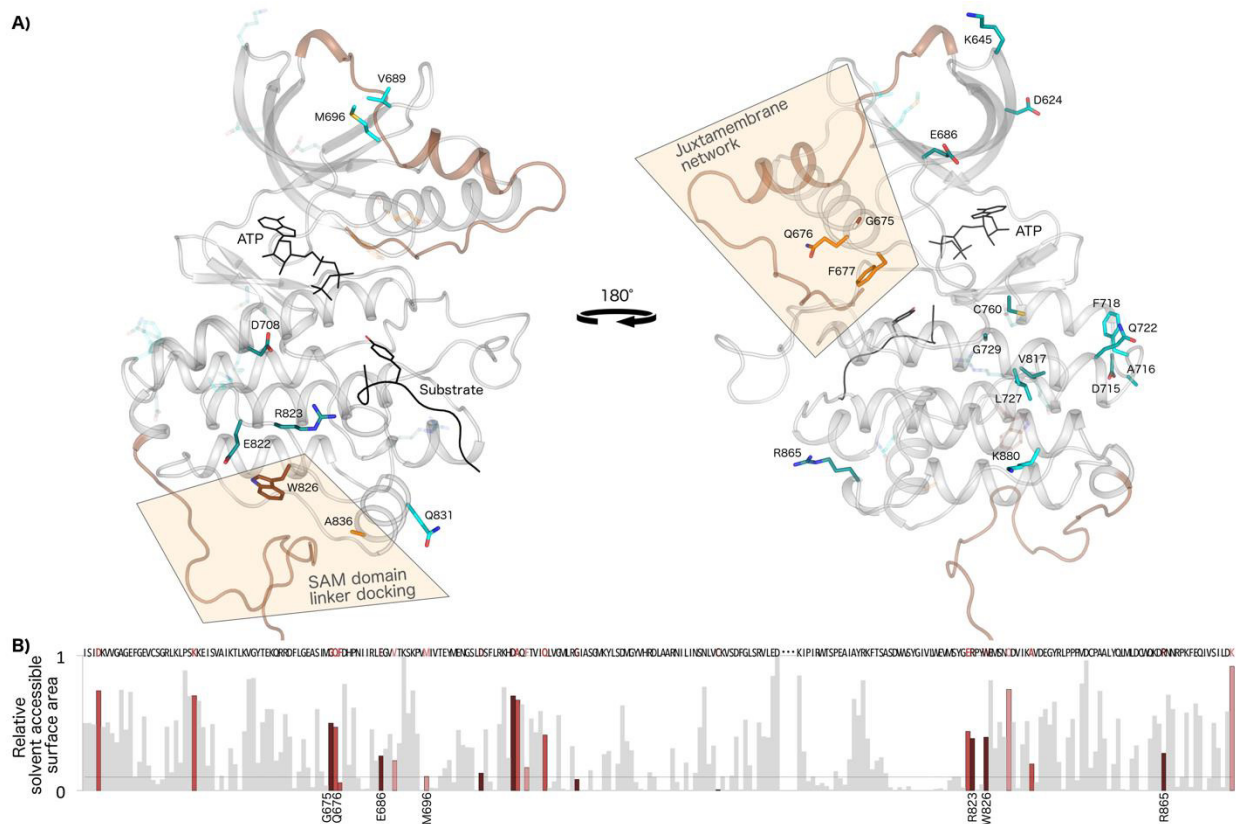 A)
V689
M696
ATP
D708
Substrate
R823
E822
W826
A836
Q831
SAM domain
linker docking
180°
K645
D624
E686
Juxtamembrane
network
G675
Q676
F677
ATP
C760
F718
Q722
G729
V817
A716
D715
L727
R865
K880
B)
ISIDKVVGAGEFGEVCSGRLKLPSKKEISVAIKTLKVGYTEKQRRDFLGEASIMGQFDHPNIIRLEGVVTKSKPVMIVTEYMENGSLDSFLRKHDAQFTVIQLVGMLRGIASGMKYLSDMGYVHRDLAARNILINSNLVCKVSDFGLSRVLED•••KIPIRWTSPEAIAYRKFTSASDVWSYGIVLWEVMSYGERPYWEMSNQDVIKAVDEGYRLPPPMDCPAALYQLMLDCWQKDRNNRPKFEQIVSILDK
1
Relative
solvent accessible
surface area
0
G675
Q676
E686
M696
R823
W826
R865